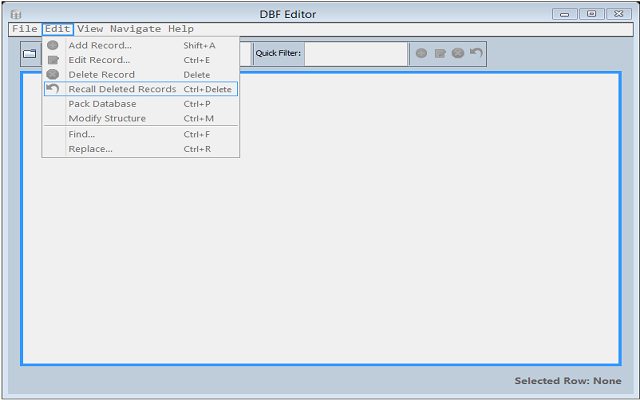 DBF Editor
File Edit View Navigate Help
Quick Filter:
Add Record... Shift+A
Edit Record... Ctrl+E
Delete Record Delete
Recall Deleted Records Ctrl+Delete
Pack Database Ctrl+P
Modify Structure Ctrl+M
Find... Ctrl+F
Replace... Ctrl+R
Selected Row: None